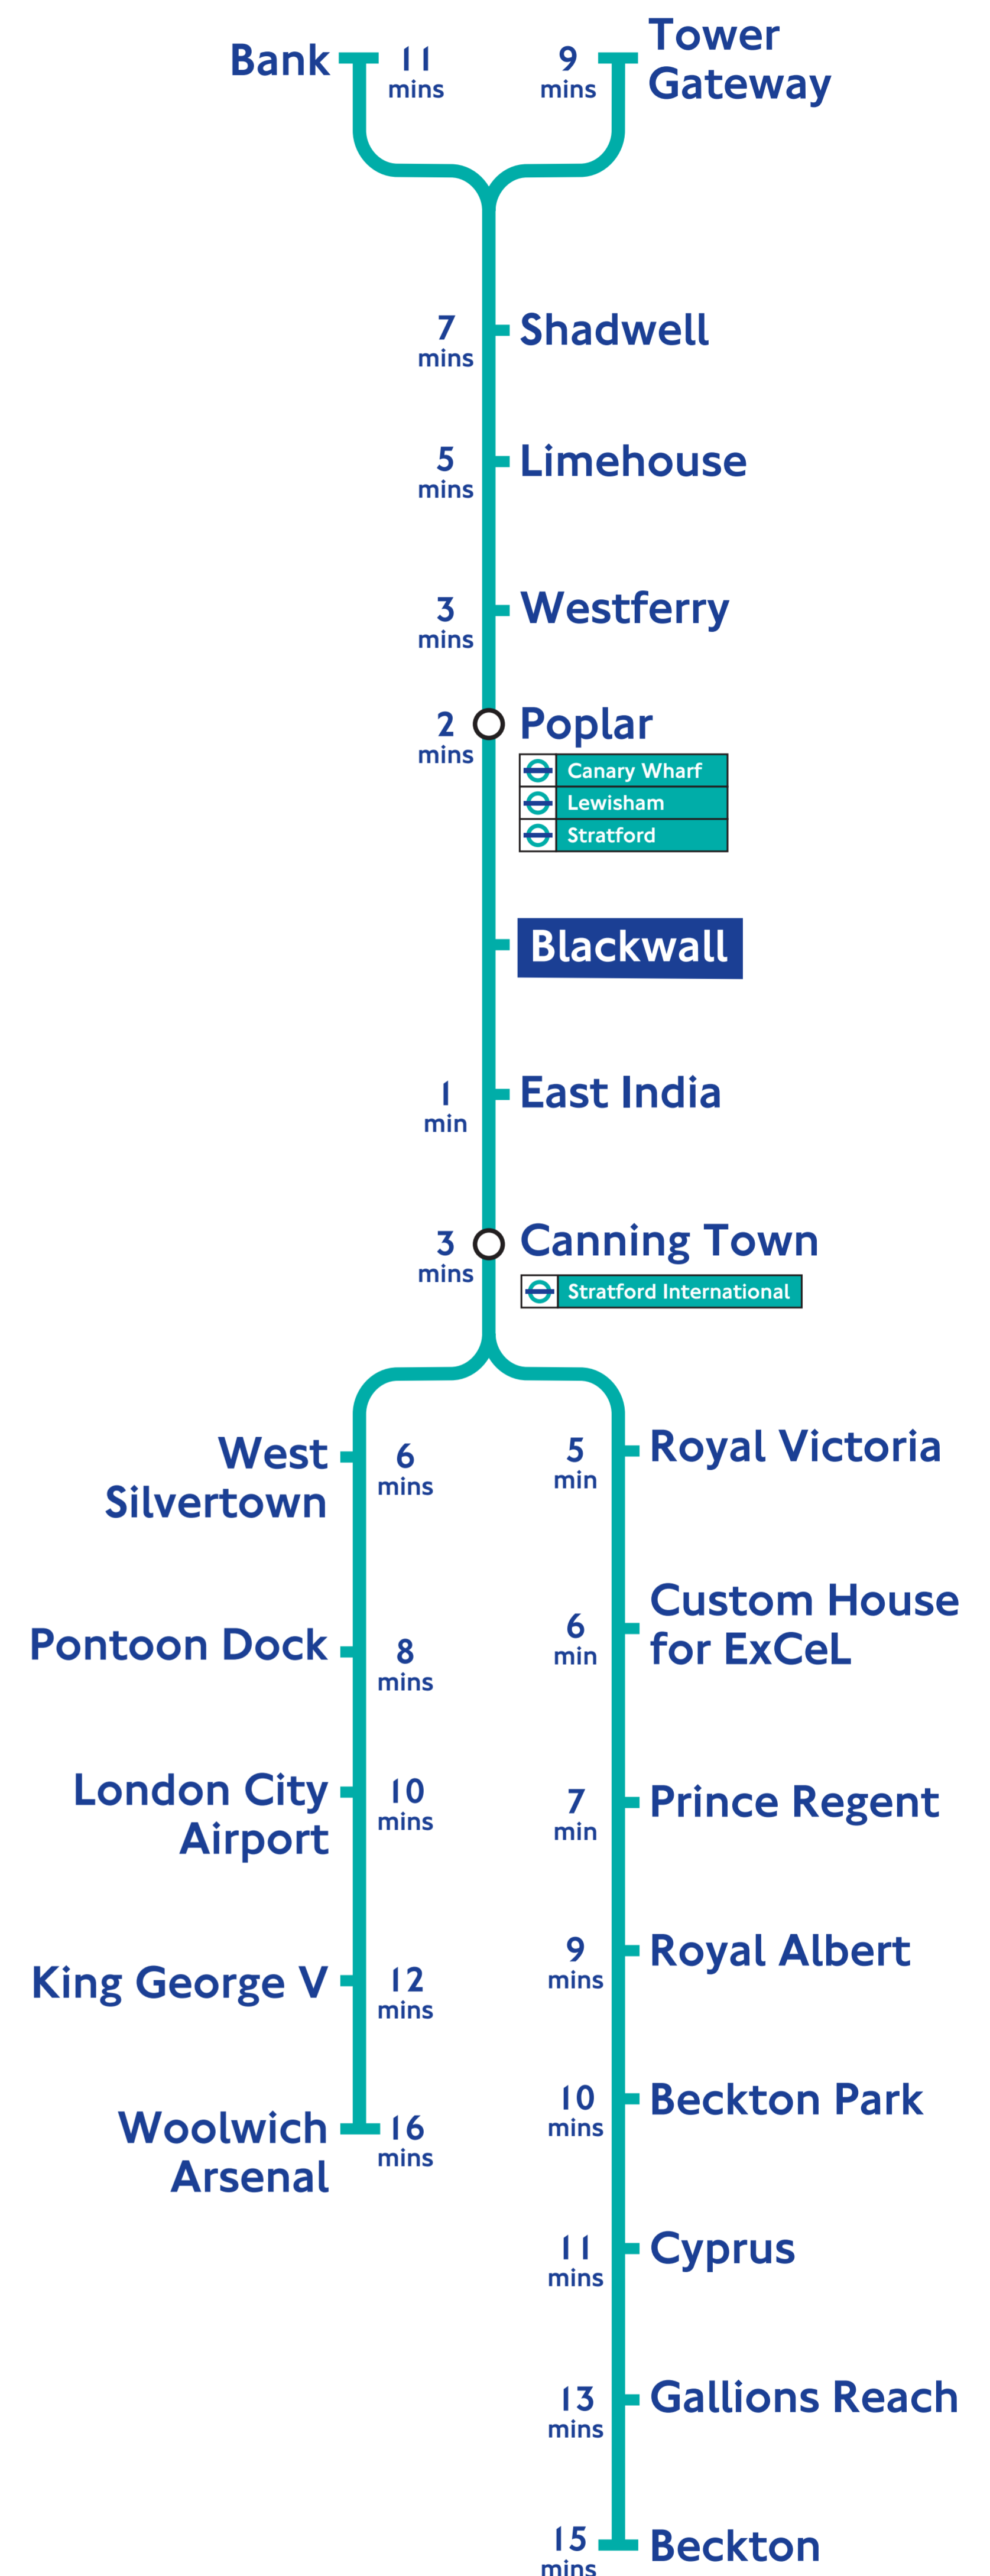 Bank
11
mins
9
mins
Tower
Gateway
7
mins
Shadwell
5
mins
Limehouse
3
mins
Westferry
2
mins
Poplar
Canary Wharf
Lewisham
Stratford
Blackwall
1
min
East India
3
mins
Canning Town
Stratford International
West
Silvertown
6
mins
5
min
Royal Victoria
Pontoon Dock
8
mins
6
min
Custom House
for ExCeL
London City
Airport
10
mins
7
min
Prince Regent
King George V
12
mins
9
mins
Royal Albert
Woolwich
Arsenal
16
mins
10
mins
Beckton Park
11
mins
Cyprus
13
mins
Gallions Reach
15
mins
Beckton